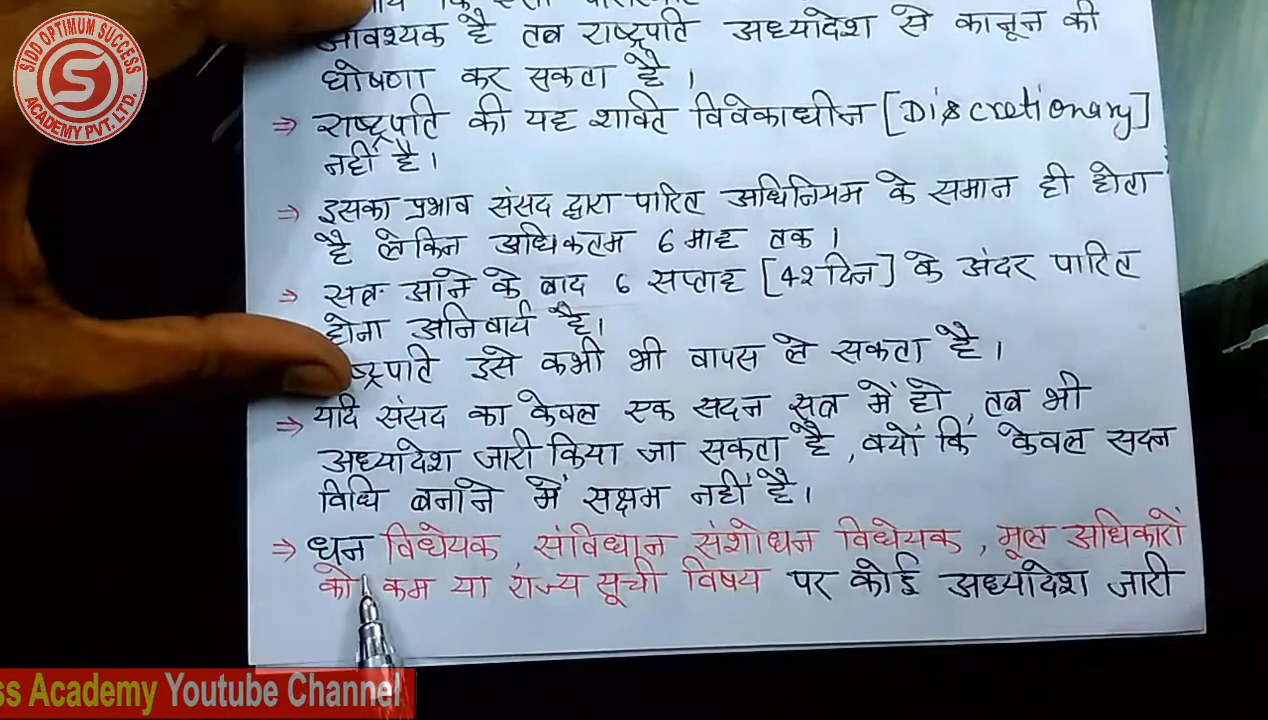 SIDD OPTIMUM SUCCESS
S
ACADEMY PVT. LTD.
आवश्यक है तब राष्ट्रपति अध्यादेश से कानून की
घोषणा कर सकता है ।
⇒ राष्ट्रपति की यह शक्ति विवेकाधीन [Discretionary]
नहीं है ।
⇒ इसका प्रभाव संसद द्वारा पारित अधिनियम के समान ही होता
है लेकिन अधिकतम 6 माह तक ।
⇒ सत्र आने के बाद 6 सप्ताह [42 दिन] के अंदर पारित
होना अनिवार्य है ।
ष्ट्रपति इसे कभी भी वापस ले सकता है ।
⇒ यदि संसद का केवल एक सदन सत्र में हो, तब भी
अध्यादेश जारी किया जा सकता है, क्यों कि केवल सदन
विधि बनाने में सक्षम नहीं है ।
⇒ धन विधेयक, संविधान संशोधन विधेयक, मूल अधिकारों
को कम या राज्य सूची विषय पर कोई अध्यादेश जारी
ss Academy Youtube Channel